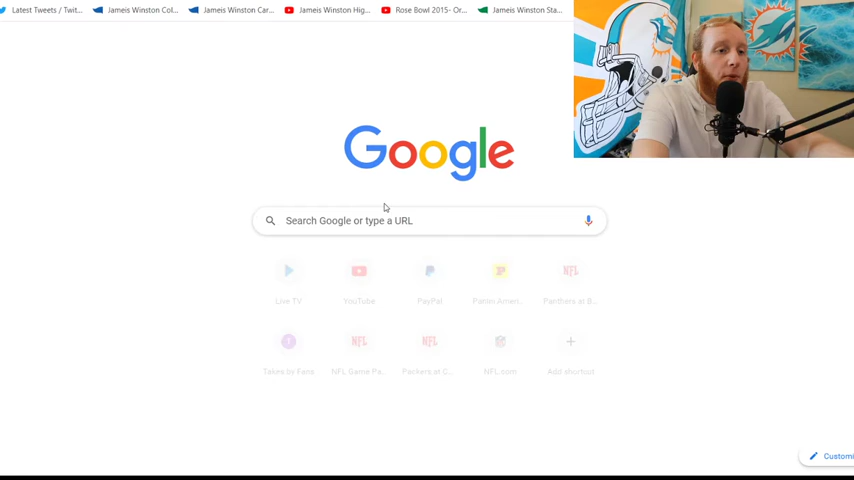 Latest Tweets / Twit...
Jameis Winston Col...
Jameis Winston Car...
Jameis Winston Hig...
Rose Bowl 2015- Or...
Jameis Winston Sta...
Google
Search Google or type a URL
Live TV
YouTube
PayPal
Panini Ameri...
Panthers at B...
Takes by Fans
NFL Game Pa...
Packers at C...
NFL.com
Add shortcut
Customi